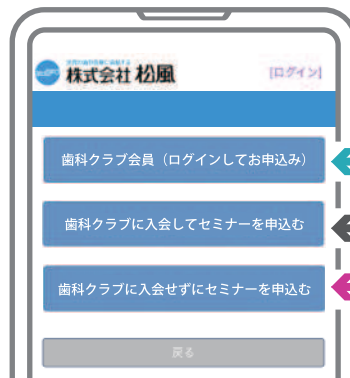 株式会社 松風
[ログイン]
歯科クラブ会員（ログインしてお申込み）
歯科クラブに入会してセミナーを申込む
歯科クラブに入会せずにセミナーを申込む
戻る